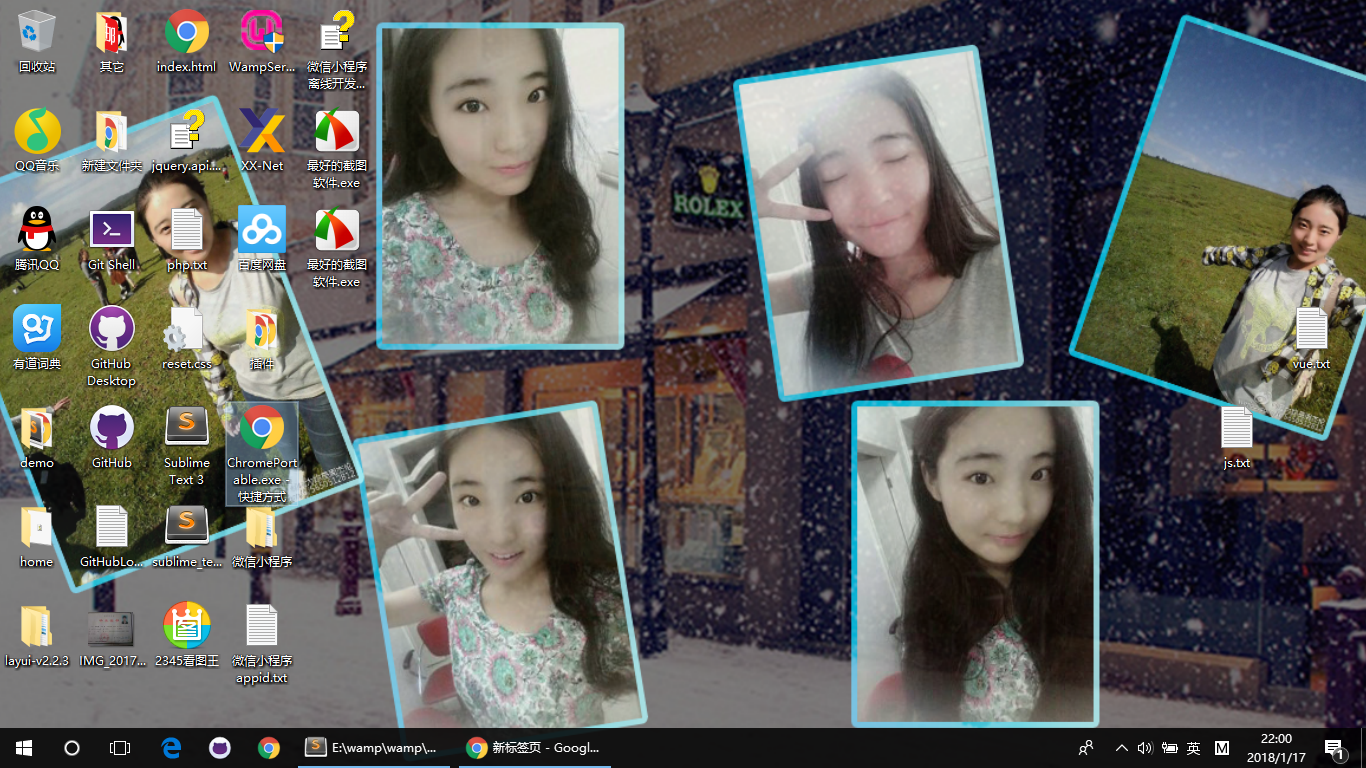 回收站
其它
index.html
WampSer...
微信小程序
离线开发...
QQ音乐
新建文件夹
jquery.api....
XX-Net
最好的截图
软件.exe
腾讯QQ
Git Shell
php.txt
百度网盘
最好的截图
软件.exe
有道词典
GitHub
Desktop
reset.css
插件
demo
GitHub
Sublime
Text 3
ChromePort
able.exe -
快捷方式
home
GitHubLo...
sublime_te...
微信小程序
layui-v2.2.3
IMG_2017...
2345看图王
微信小程序
appid.txt
ROLEX
vue.txt
js.txt
E:\wamp\wamp\...
新标签页 - Googl...
英
M
22:00
2018/1/17
1